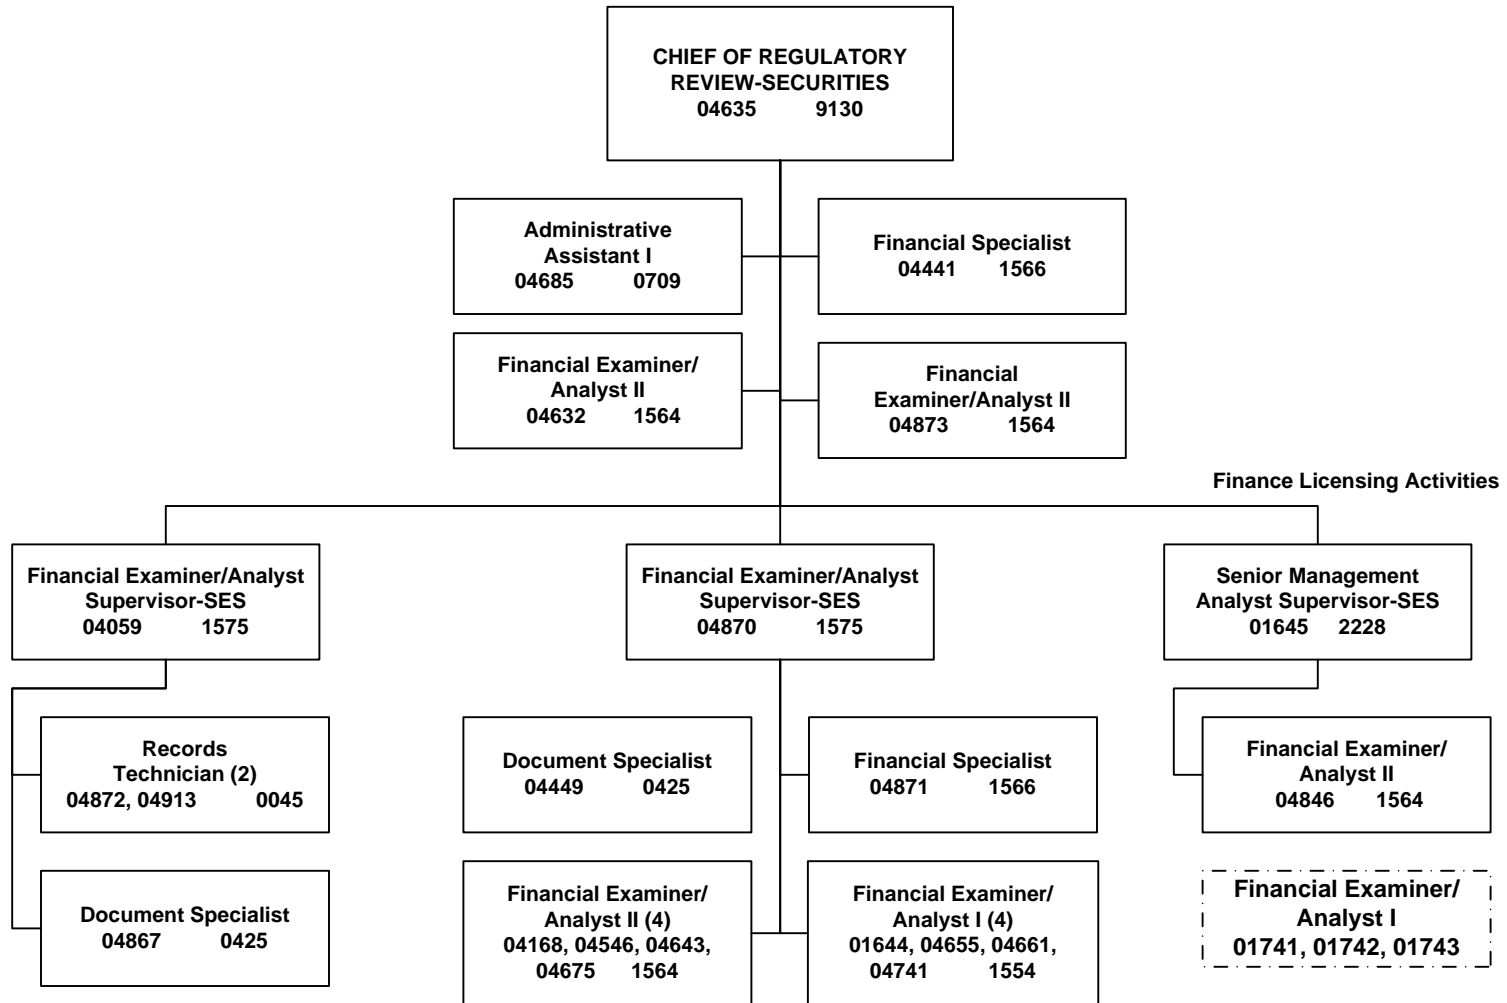 CHIEF OF REGULATORY
REVIEW-SECURITIES
04635 9130
Administrative
Assistant I
04685 0709
Financial Specialist
04441 1566
Financial Examiner/
Analyst II
04632 1564
Financial
Examiner/Analyst II
04873 1564
Finance Licensing Activities
Financial Examiner/Analyst
Supervisor-SES
04059 1575
Financial Examiner/Analyst
Supervisor-SES
04870 1575
Senior Management
Analyst Supervisor-SES
01645 2228
Records
Technician (2)
04872, 04913 0045
Document Specialist
04449 0425
Financial Specialist
04871 1566
Financial Examiner/
Analyst II
04846 1564
Document Specialist
04867 0425
Financial Examiner/
Analyst II (4)
04168, 04546, 04643,
04675 1564
Financial Examiner/
Analyst I (4)
01644, 04655, 04661,
04741 1554
Financial Examiner/
Analyst I
01741, 01742, 01743